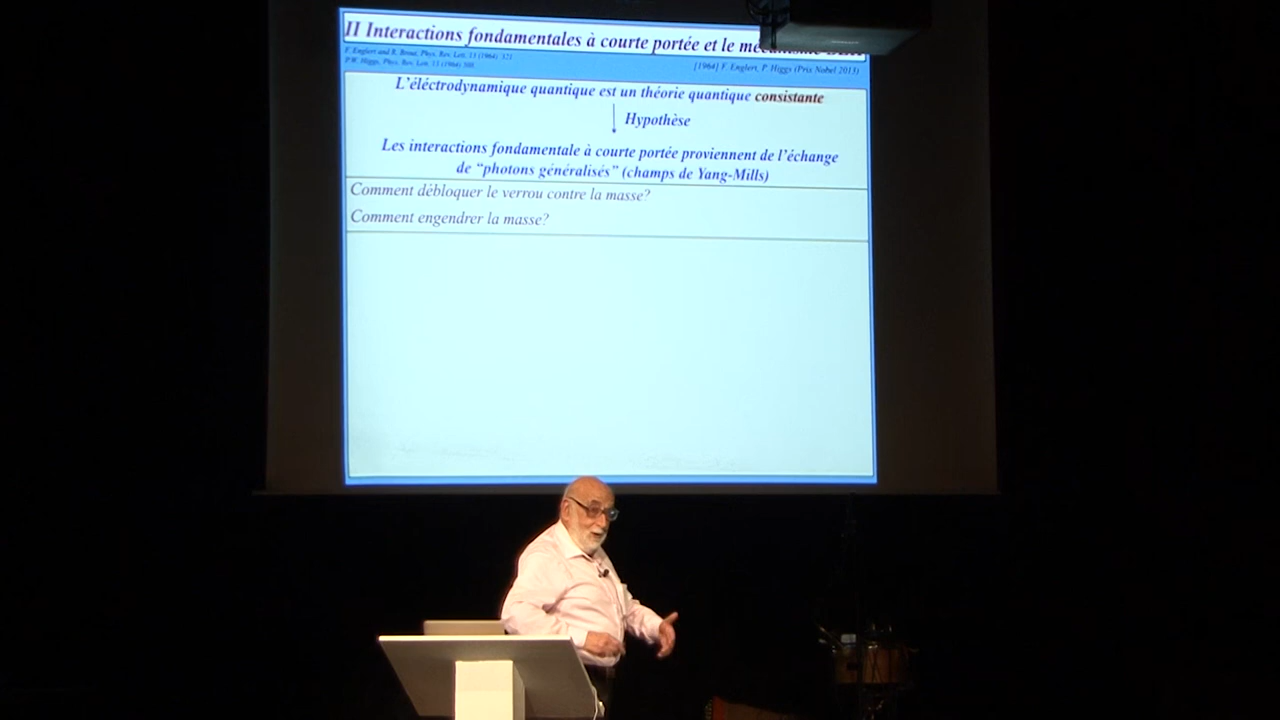 II Interactions fondamentales à courte portée et le
F. Englert and R. Brout, Phys. Rev. Lett. 13 (1964) 321
P.W. Higgs, Phys. Rev. Lett. 13 (1964) 508
[1964] F. Englert, P. Higgs (Prix Nobel 2013)
L'éléctrodynamique quantique est un théorie quantique consistante
Hypothèse
Les interactions fondamentale à courte portée proviennent de l'échange
de “photons généralisés” (champs de Yang-Mills)
Comment débloquer le verrou contre la masse?
Comment engendrer la masse?